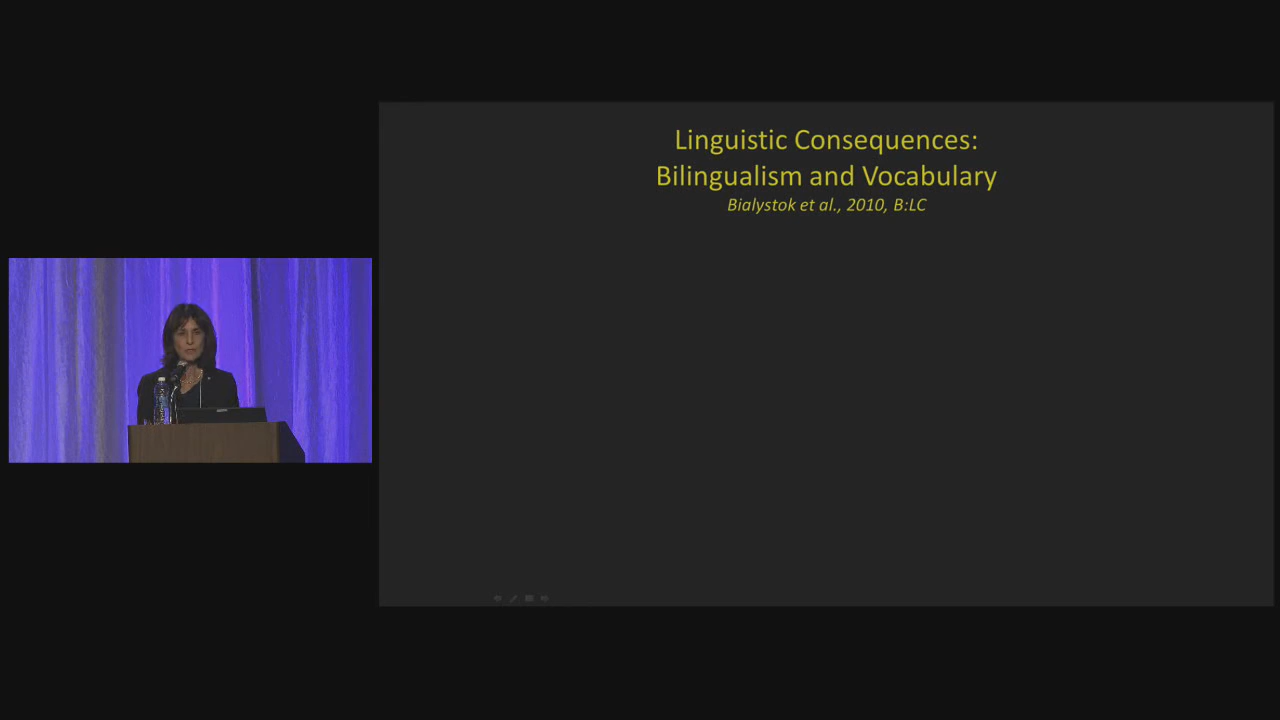 Linguistic Consequences:
Bilingualism and Vocabulary
Bialystok et al., 2010, B:LC